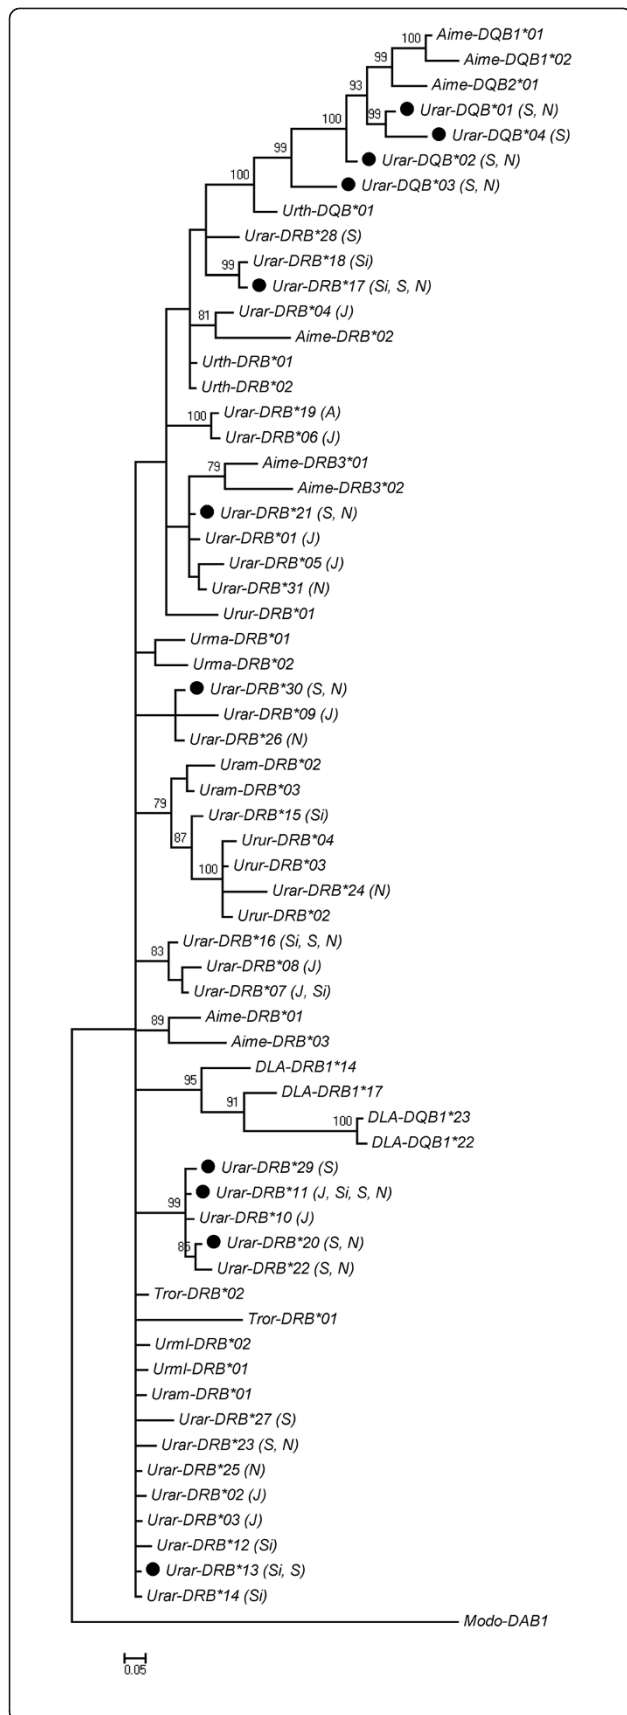 Aime-DQB1*01
100
Aime-DQB1*02
99
Aime-DQB2*01
93
Urar-DQB*01 (S, N)
99
100
Urar-DQB*04 (S)
Urar-DQB*02 (S, N)
99
Urar-DQB*03 (S, N)
100
Urth-DQB*01
Urar-DRB*28 (S)
Urar-DRB*18 (Si)
99
Urar-DRB*17 (Si, S, N)
Urar-DRB*04 (J)
81
Aime-DRB*02
Urth-DRB*01
Urth-DRB*02
Urar-DRB*19 (A)
100
Urar-DRB*06 (J)
Aime-DRB3*01
79
Aime-DRB3*02
Urar-DRB*21 (S, N)
Urar-DRB*01 (J)
Urar-DRB*05 (J)
Urar-DRB*31 (N)
Urur-DRB*01
Urma-DRB*01
Urma-DRB*02
Urar-DRB*30 (S, N)
Urar-DRB*09 (J)
Urar-DRB*26 (N)
Uram-DRB*02
Uram-DRB*03
79
Urar-DRB*15 (Si)
87
Urur-DRB*04
Urur-DRB*03
100
Urar-DRB*24 (N)
Urur-DRB*02
Urar-DRB*16 (Si, S, N)
83
Urar-DRB*08 (J)
Urar-DRB*07 (J, Si)
Aime-DRB*01
89
Aime-DRB*03
DLA-DRB1*14
95
DLA-DRB1*17
91
DLA-DQB1*23
100
DLA-DQB1*22
Urar-DRB*29 (S)
Urar-DRB*11 (J, Si, S, N)
99
Urar-DRB*10 (J)
Urar-DRB*20 (S, N)
85
Urar-DRB*22 (S, N)
Tror-DRB*02
Tror-DRB*01
Urml-DRB*02
Urml-DRB*01
Uram-DRB*01
Urar-DRB*27 (S)
Urar-DRB*23 (S, N)
Urar-DRB*25 (N)
Urar-DRB*02 (J)
Urar-DRB*03 (J)
Urar-DRB*12 (Si)
Urar-DRB*13 (Si, S)
Urar-DRB*14 (Si)
Modo-DAB1
0.05